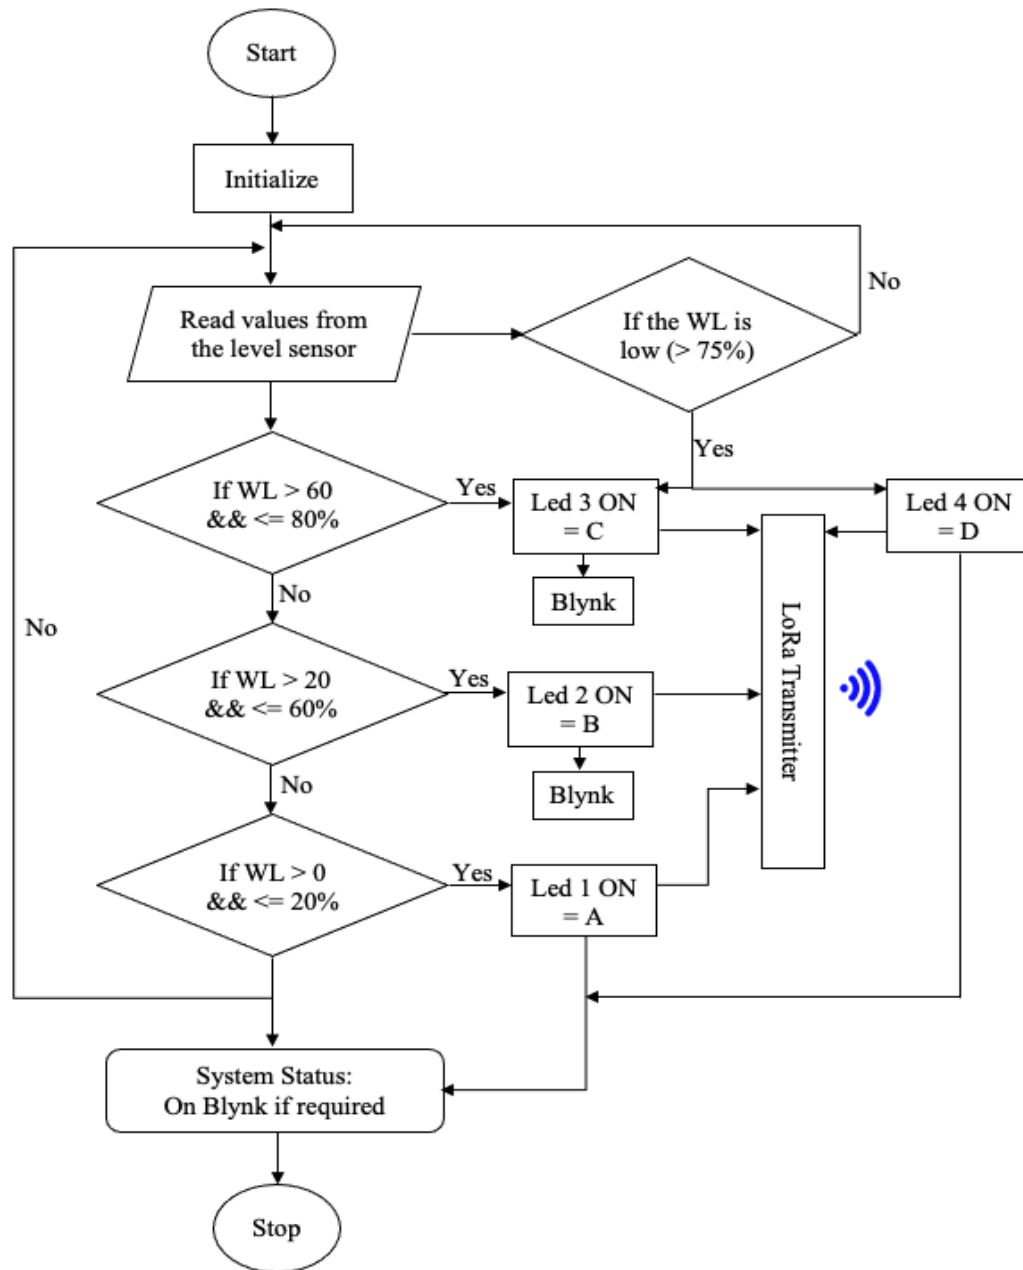 Start
Initialize
No
Read values from
the level sensor
If the WL is
low (> 75%)
Yes
If WL > 60
&& <= 80%
Yes
Led 3 ON
= C
Led 4 ON
= D
Blynk
No
No
LoRa Transmitter
If WL > 20
&& <= 60%
Yes
Led 2 ON
= B
Blynk
No
If WL > 0
&& <= 20%
Yes
Led 1 ON
= A
System Status:
On Blynk if required
Stop